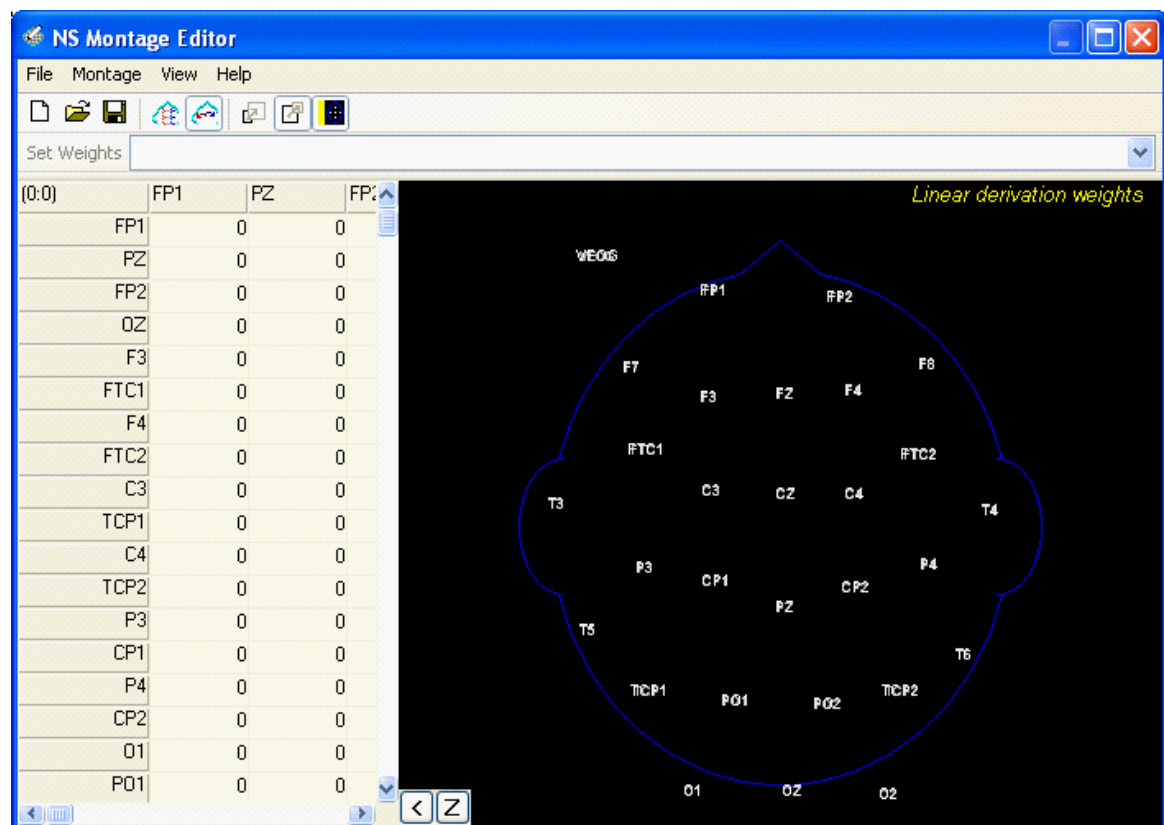 NS Montage Editor
File Montage View Help
Set Weights
(0:0) FP1 PZ FP2
FP1 0 0
PZ 0 0
FP2 0 0
OZ 0 0
F3 0 0
FTC1 0 0
F4 0 0
FTC2 0 0
C3 0 0
TCP1 0 0
C4 0 0
TCP2 0 0
P3 0 0
CP1 0 0
P4 0 0
CP2 0 0
O1 0 0
PO1 0 0
< Z
Linear derivation weights
FP1 FP2
F7 F8
F3 FZ F4
FTC1 FTC2
C3 CZ C4
T3 T4
P3 P4
CP1 CP2
PZ
T5
T6
TCP1 TCP2
PO1 PO2
O1 OZ O2